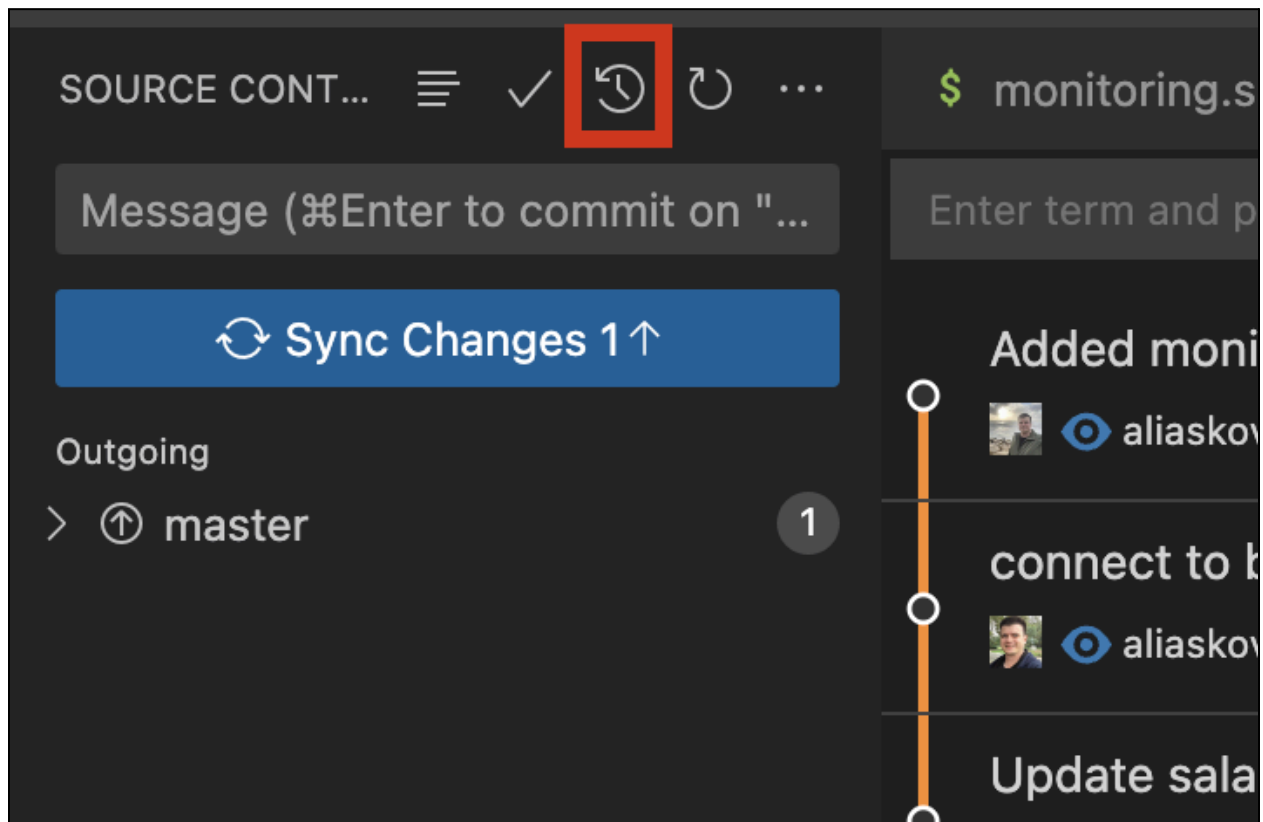 SOURCE CONT...
Message (⌘Enter to commit on "...
Sync Changes 1↑
Outgoing
master
1
$ monitoring.s
Enter term and p
Added moni
aliaskov
connect to b
aliaskov
Update sala